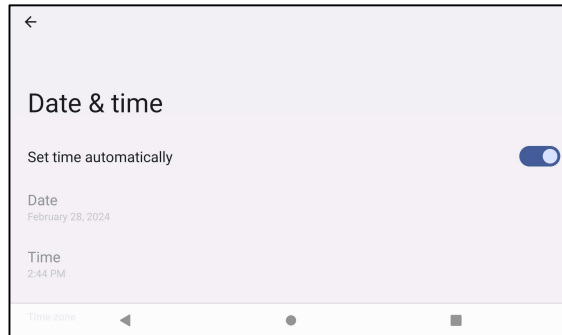 Date & time
Set time automatically
Date
February 28, 2024
Time
2:44 PM
Time zone